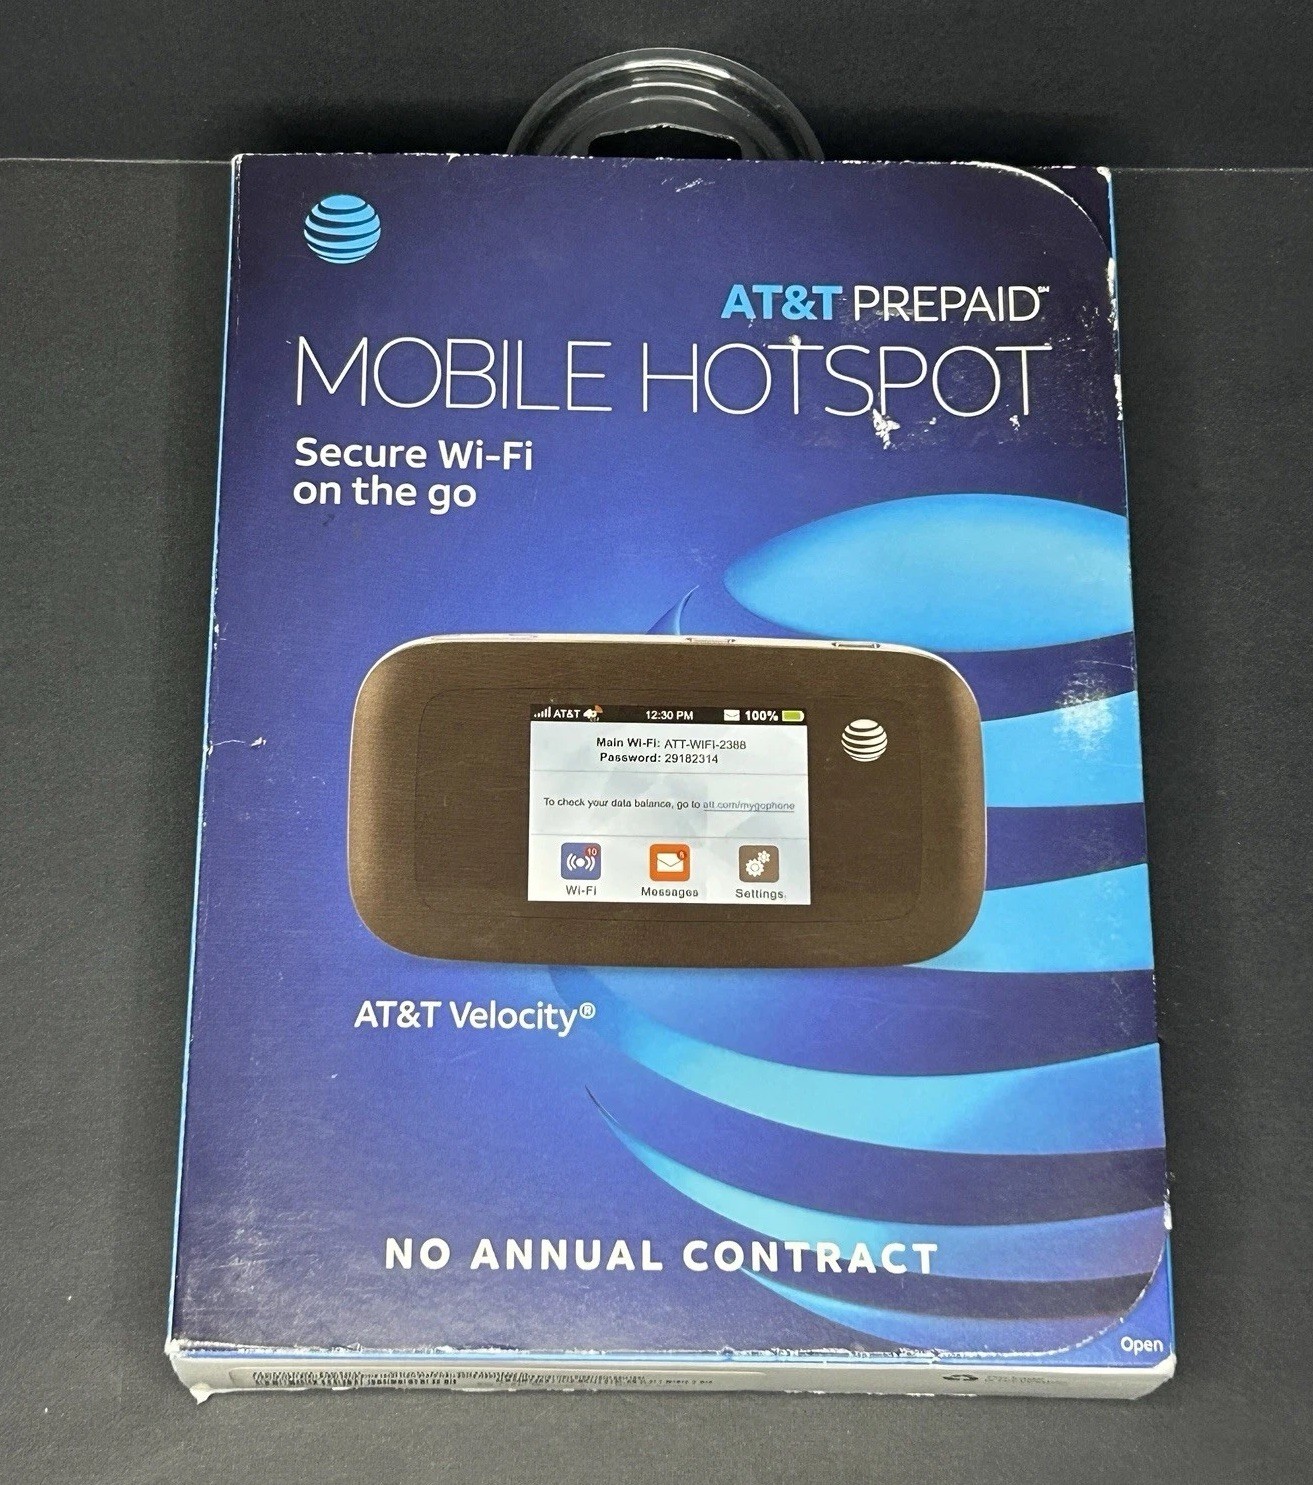 AT&T PREPAID℠
MOBILE HOTSPOT
Secure Wi-Fi
on the go
AT&T 12:30 PM 100%
Main Wi-Fi: ATT-WIFI-2388
Password: 29182314
To check your data balance, go to att.com/mygophone
10
Wi-Fi Messages Settings
AT&T Velocity®
NO ANNUAL CONTRACT
Open